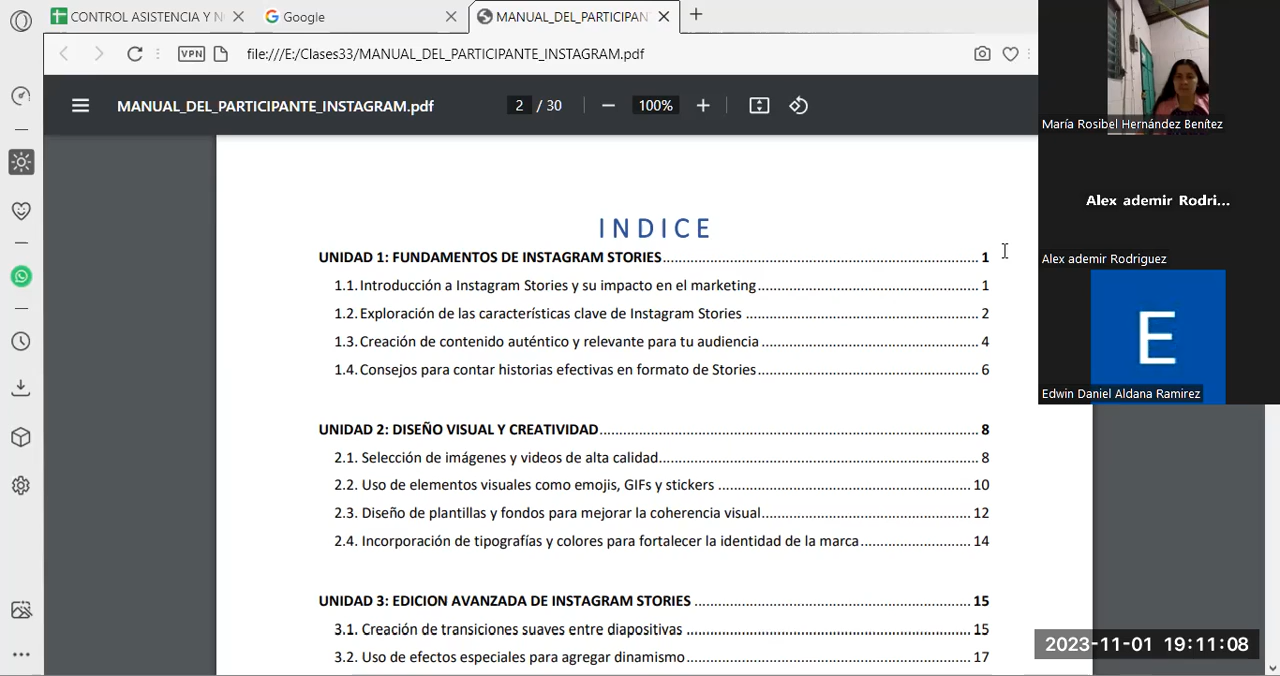 CONTROL ASISTENCIA Y N
Google
MANUAL_DEL_PARTICIPAN
VPN
file:///E:/Clases33/MANUAL_DEL_PARTICIPANTE_INSTAGRAM.pdf
MANUAL_DEL_PARTICIPANTE_INSTAGRAM.pdf
2 / 30
100%
INDICE
UNIDAD 1: FUNDAMENTOS DE INSTAGRAM STORIES 1
1.1. Introducción a Instagram Stories y su impacto en el marketing 1
1.2. Exploración de las características clave de Instagram Stories 2
1.3. Creación de contenido auténtico y relevante para tu audiencia 4
1.4. Consejos para contar historias efectivas en formato de Stories 6
UNIDAD 2: DISEÑO VISUAL Y CREATIVIDAD 8
2.1. Selección de imágenes y videos de alta calidad 8
2.2. Uso de elementos visuales como emojis, GIFs y stickers 10
2.3. Diseño de plantillas y fondos para mejorar la coherencia visual 12
2.4. Incorporación de tipografías y colores para fortalecer la identidad de la marca 14
UNIDAD 3: EDICION AVANZADA DE INSTAGRAM STORIES 15
3.1. Creación de transiciones suaves entre diapositivas 15
3.2. Uso de efectos especiales para agregar dinamismo 17
María Rosibel Hernández Benítez
Alex ademir Rodri...
Alex ademir Rodriguez
E
Edwin Daniel Aldana Ramirez
2023-11-01 19:11:08